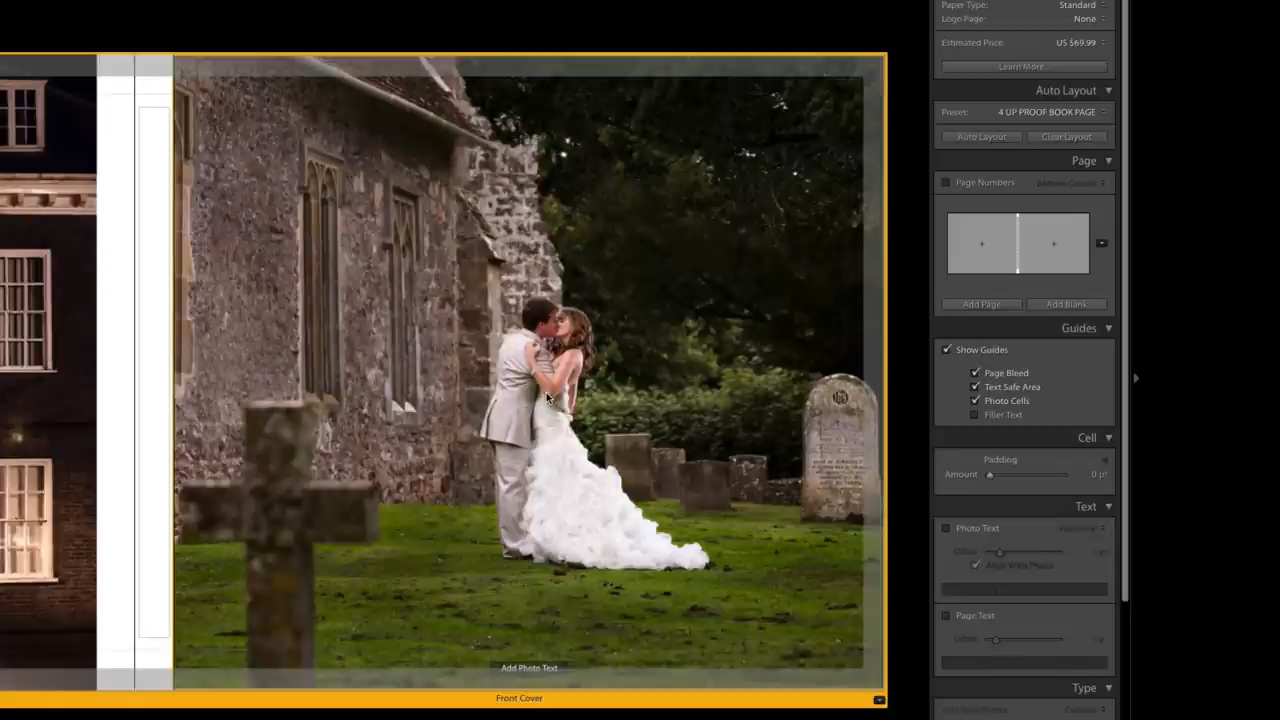 Paper Type: Standard
Logo Page: None
Estimated Price: US $69.99
Learn More...
Auto Layout
Preset: 4 UP PROOF BOOK PAGE
Auto Layout Clear Layout
Page
Page Numbers
Add Page Add Blank
Guides
Show Guides
Page Bleed
Text Safe Area
Photo Cells
Filler Text
Cell
Padding
Amount 0 pt
Text
Photo Text
Offset
Align With Photos
Page Text
Offset
Type
Add Photo Text
Front Cover